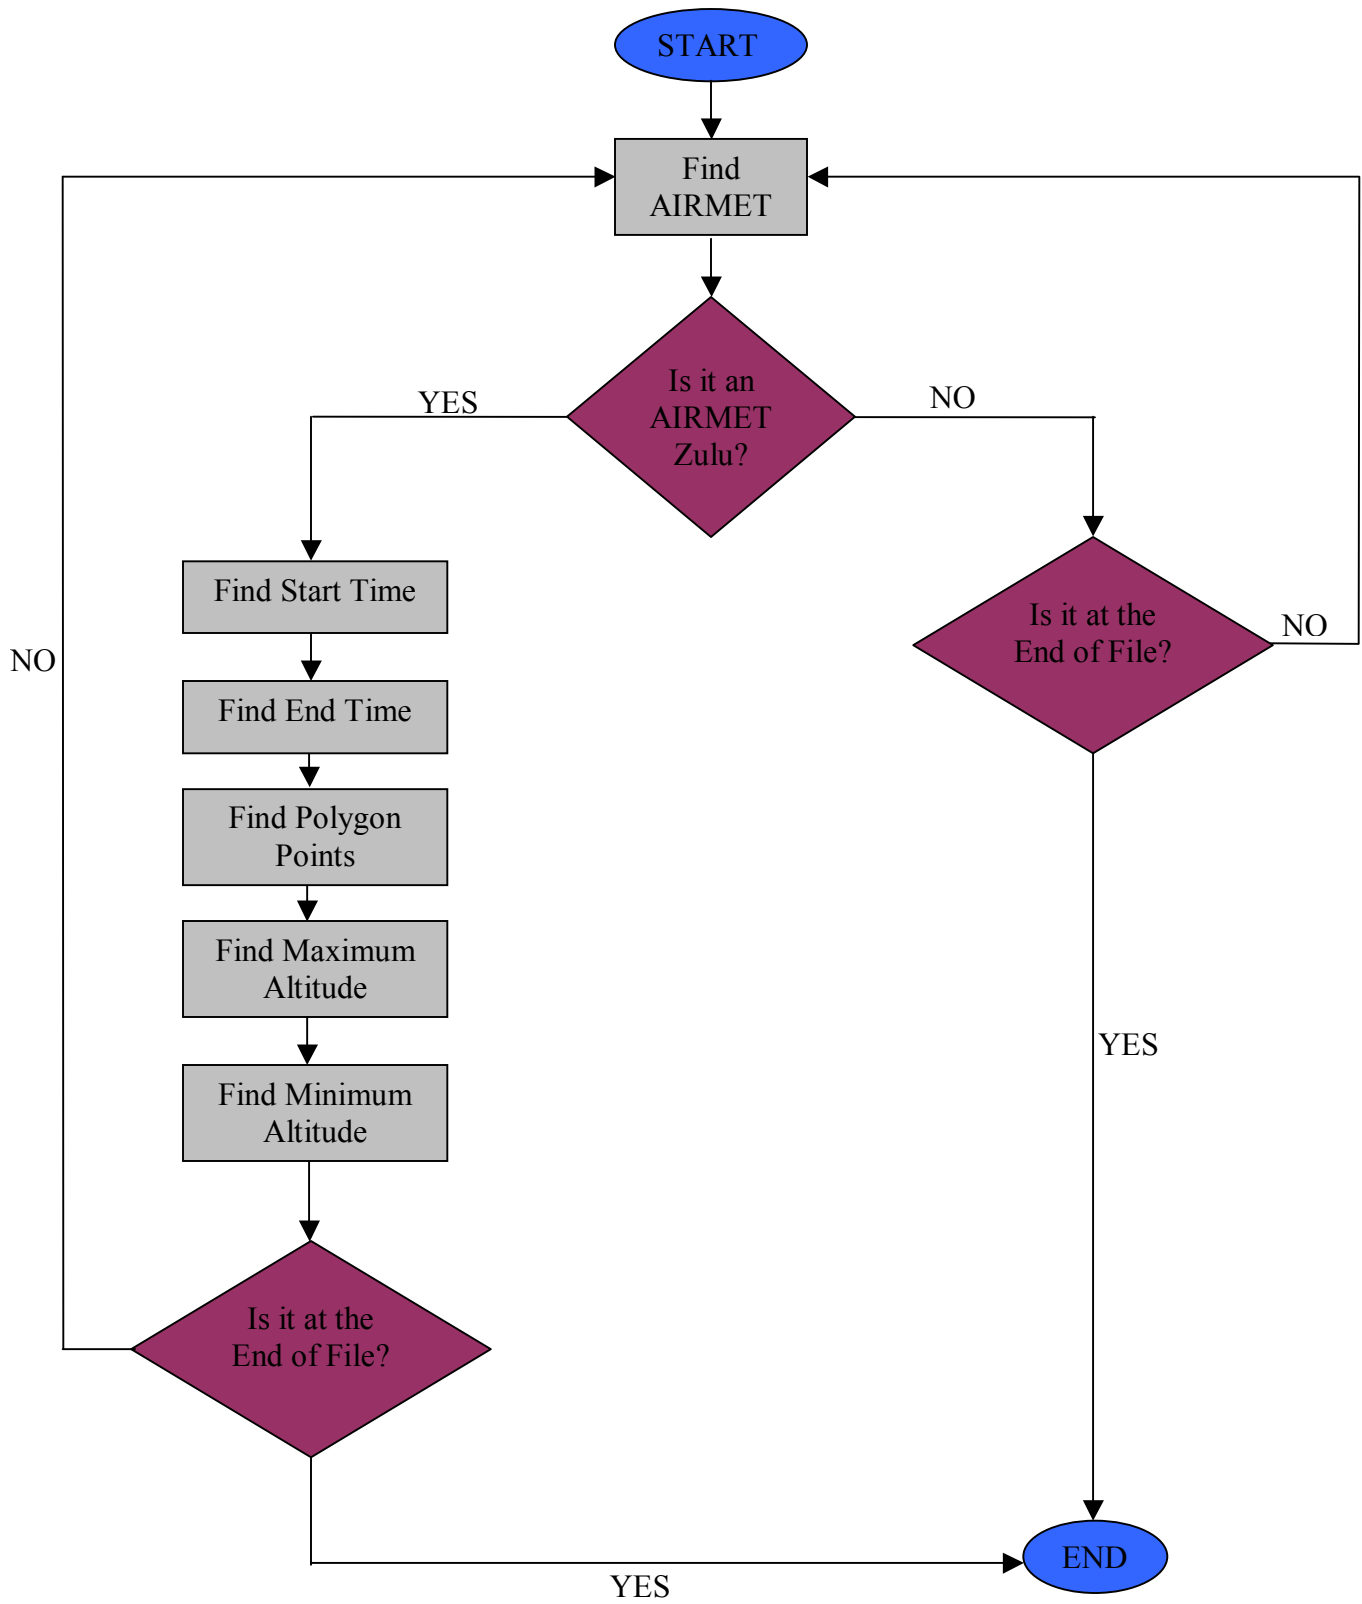 START
Find
AIRMET
Is it an
AIRMET
Zulu?
YES
NO
Find Start Time
Is it at the
End of File?
NO
NO
Find End Time
Find Polygon
Points
Find Maximum
Altitude
YES
Find Minimum
Altitude
Is it at the
End of File?
END
YES